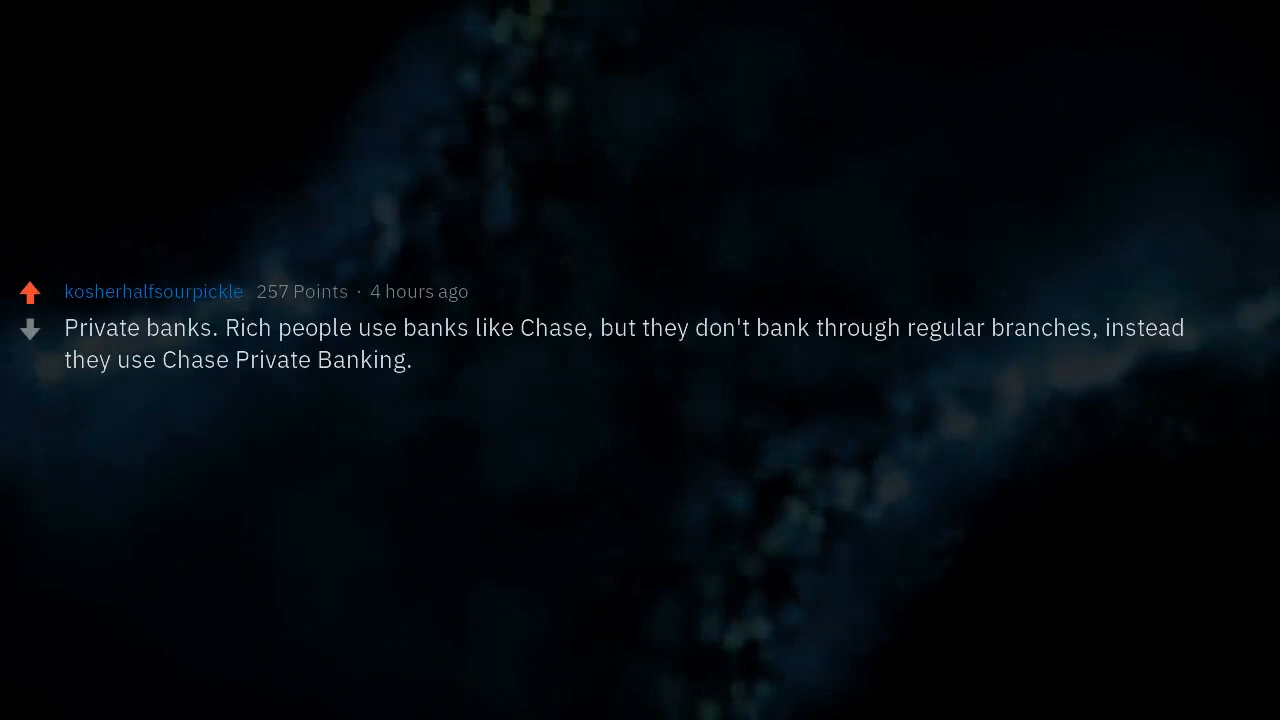 kosherhalfsourpickle 257 Points · 4 hours ago
Private banks. Rich people use banks like Chase, but they don't bank through regular branches, instead
they use Chase Private Banking.